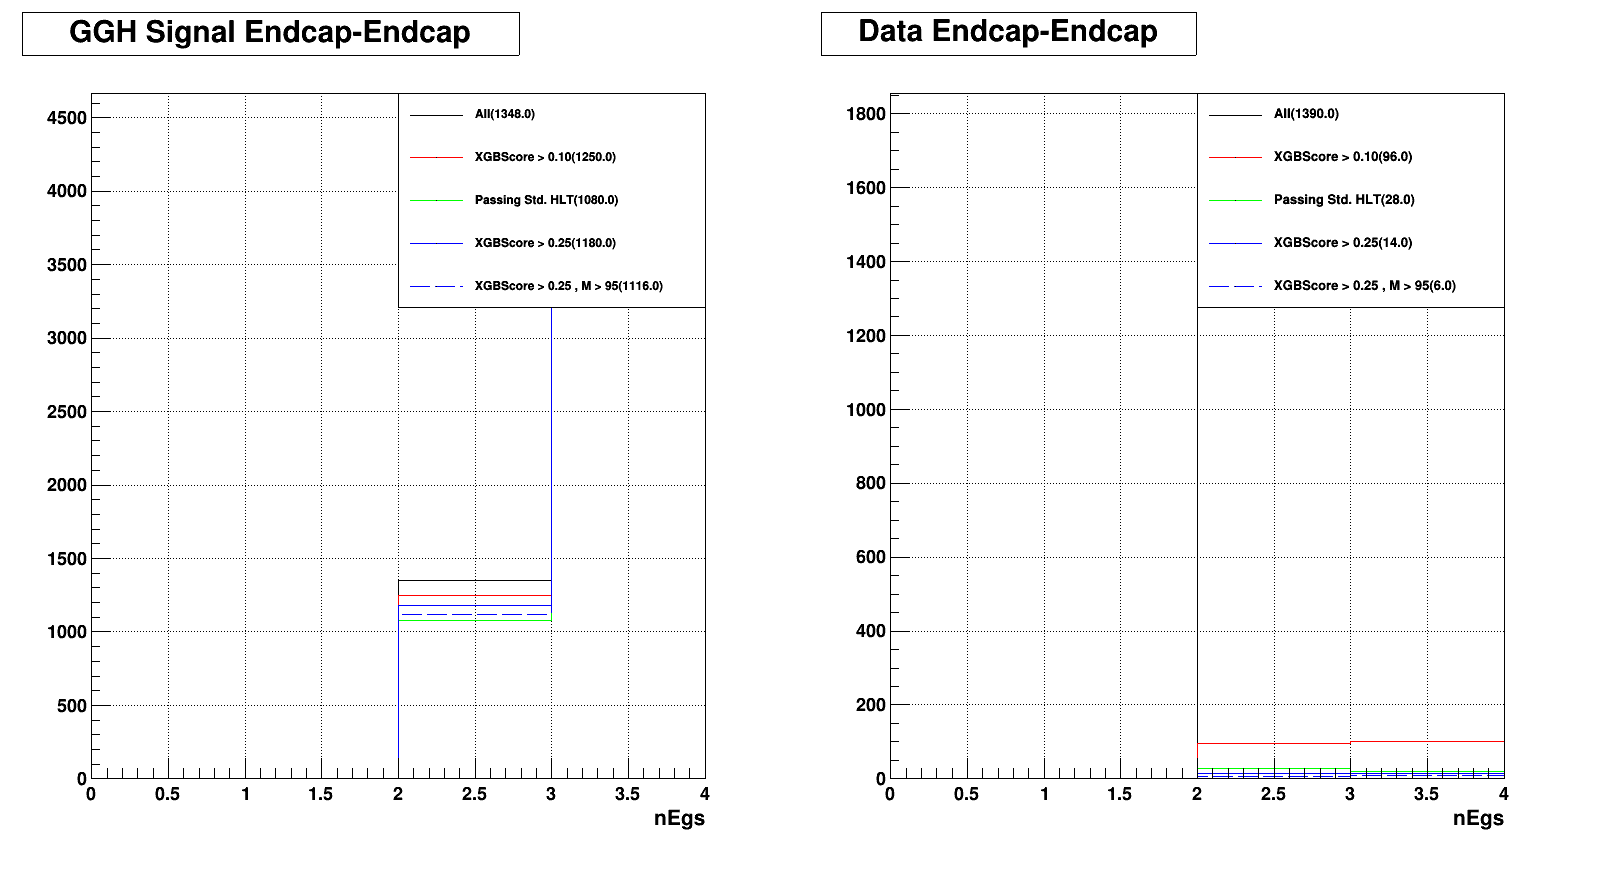 GGH Signal Endcap-Endcap
4500
4000
3500
3000
2500
2000
1500
1000
500
0
0 0.5 1 1.5 2 2.5 3 3.5 4
nEgs
All(1348.0)
XGBScore > 0.10(1250.0)
Passing Std. HLT(1080.0)
XGBScore > 0.25(1180.0)
XGBScore > 0.25 , M > 95(1116.0)
Data Endcap-Endcap
1800
1600
1400
1200
1000
800
600
400
200
0
0 0.5 1 1.5 2 2.5 3 3.5 4
nEgs
All(1390.0)
XGBScore > 0.10(96.0)
Passing Std. HLT(28.0)
XGBScore > 0.25(14.0)
XGBScore > 0.25 , M > 95(6.0)